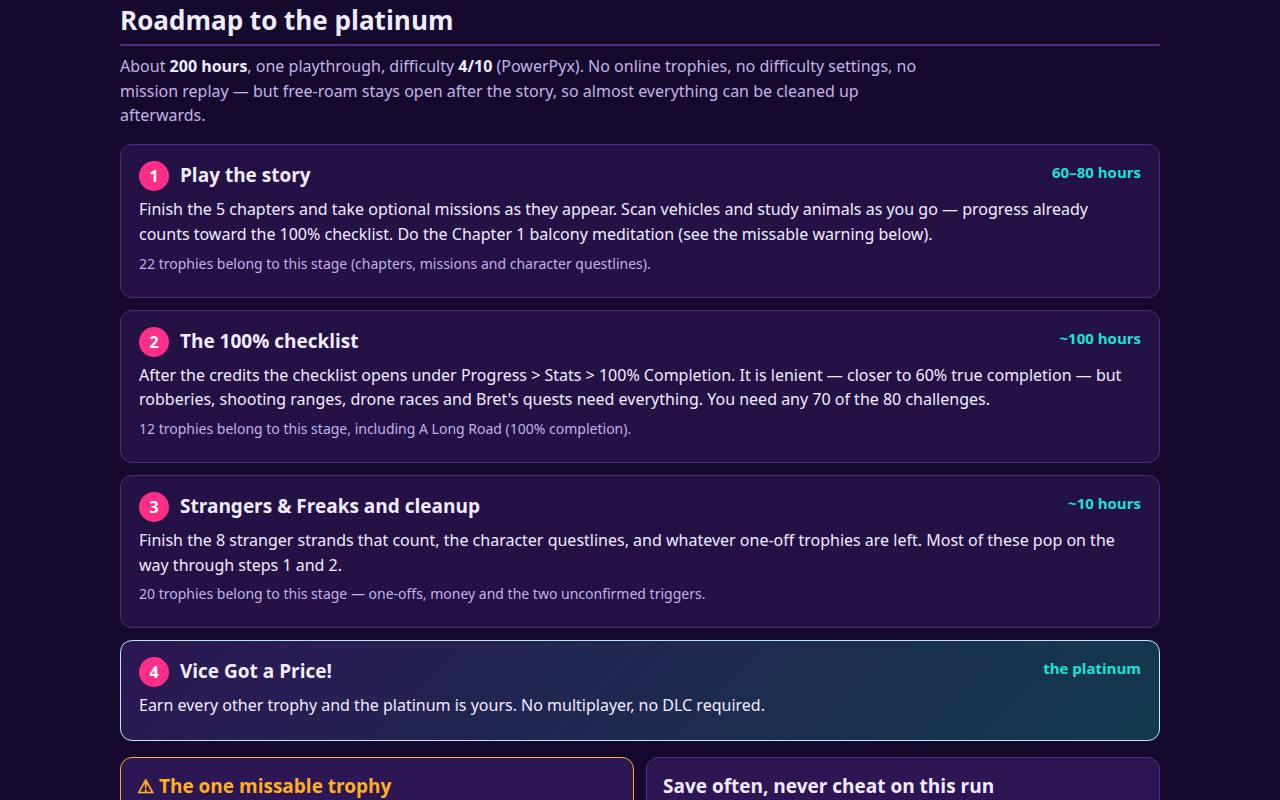 Roadmap to the platinum
About 200 hours, one playthrough, difficulty 4/10 (PowerPyx). No online trophies, no difficulty settings, no
mission replay — but free-roam stays open after the story, so almost everything can be cleaned up
afterwards.
1 Play the story 60–80 hours
Finish the 5 chapters and take optional missions as they appear. Scan vehicles and study animals as you go — progress already
counts toward the 100% checklist. Do the Chapter 1 balcony meditation (see the missable warning below).
22 trophies belong to this stage (chapters, missions and character questlines).
2 The 100% checklist ~100 hours
After the credits the checklist opens under Progress > Stats > 100% Completion. It is lenient — closer to 60% true completion — but
robberies, shooting ranges, drone races and Bret's quests need everything. You need any 70 of the 80 challenges.
12 trophies belong to this stage, including A Long Road (100% completion).
3 Strangers & Freaks and cleanup ~10 hours
Finish the 8 stranger strands that count, the character questlines, and whatever one-off trophies are left. Most of these pop on the
way through steps 1 and 2.
20 trophies belong to this stage — one-offs, money and the two unconfirmed triggers.
4 Vice Got a Price! the platinum
Earn every other trophy and the platinum is yours. No multiplayer, no DLC required.
⚠ The one missable trophy
Save often, never cheat on this run